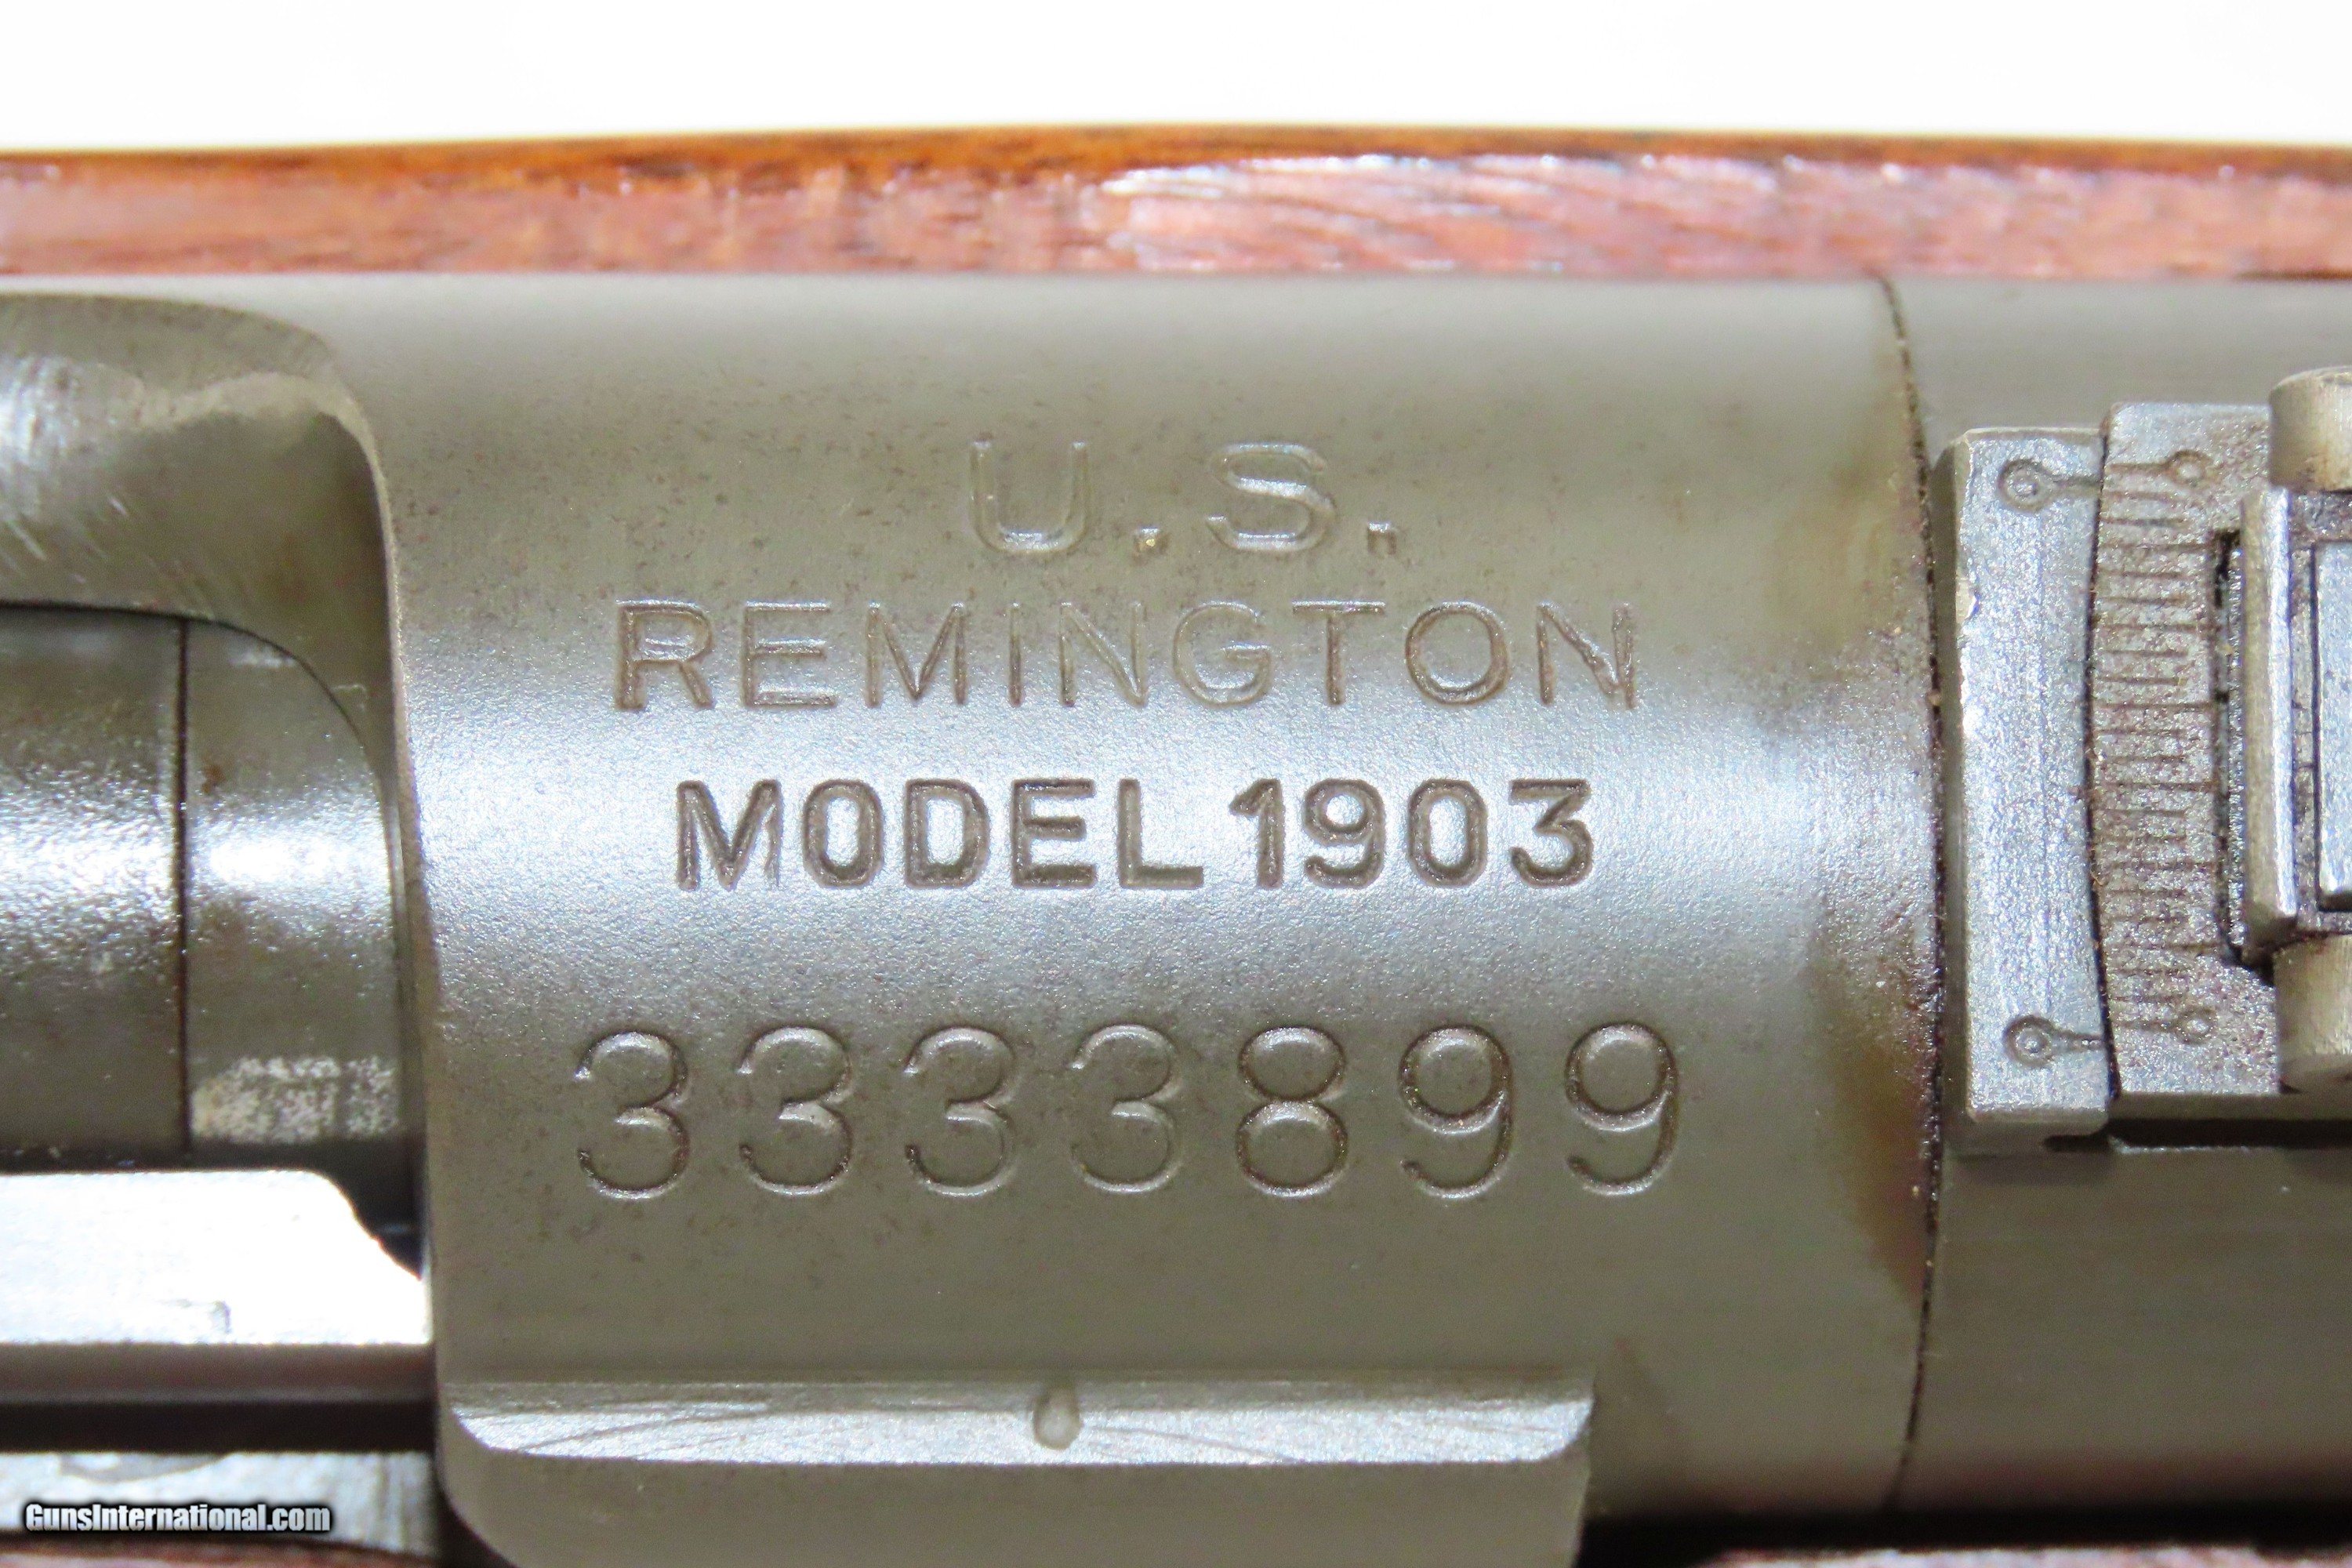 U.S.
REMINGTON
MODEL 1903
3333899
GunsInternational.com